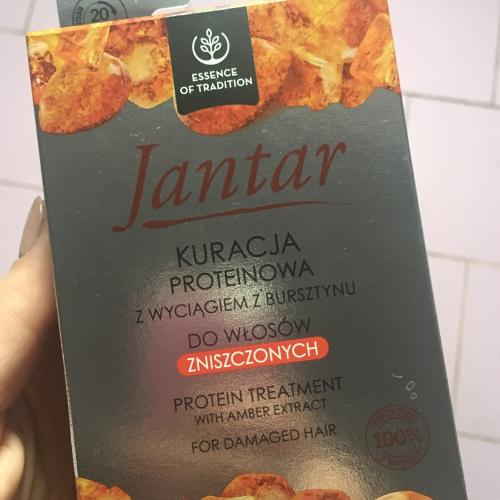 20
ESSENCE
OF TRADITION
Jantar
KURACJA
PROTEINOWA
Z WYCIĄGIEM Z BURSZTYNU
DO WŁOSÓW
ZNISZCZONYCH
PROTEIN TREATMENT
WITH AMBER EXTRACT
FOR DAMAGED HAIR
100%